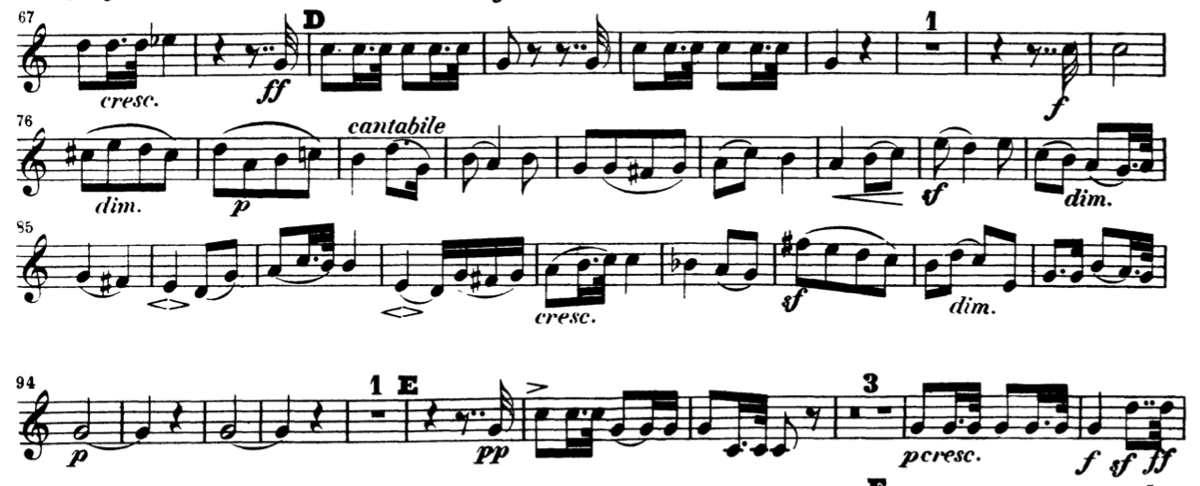 67 D 1
cresc. ff f
76 cantabile
dim. p sf dim.
85
cresc. sf dim.
94 1 E 3
p pp pcresc. f sf ff